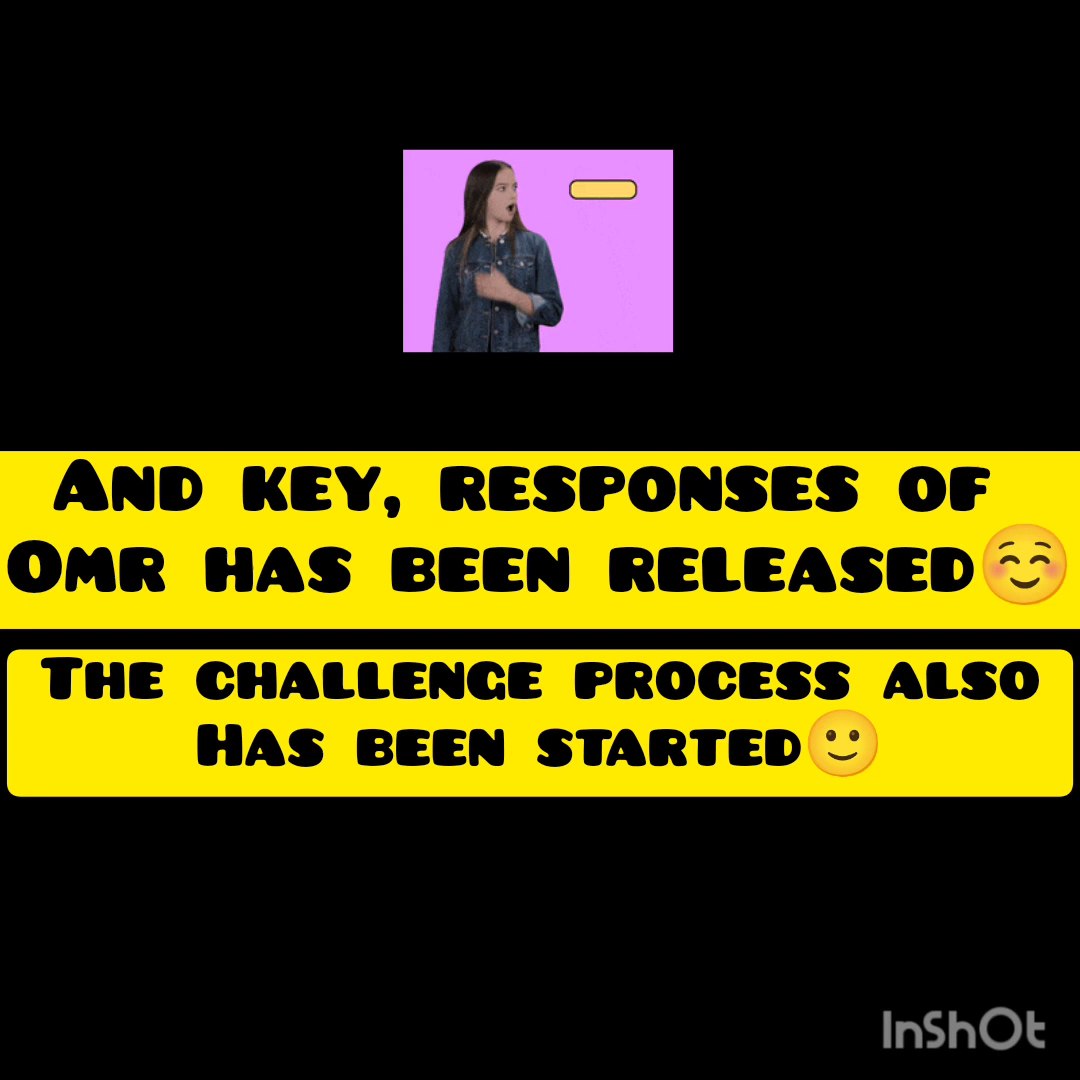 And key, responses of
Omr has been released☺️
The challenge process also
Has been started🙂
InShOt